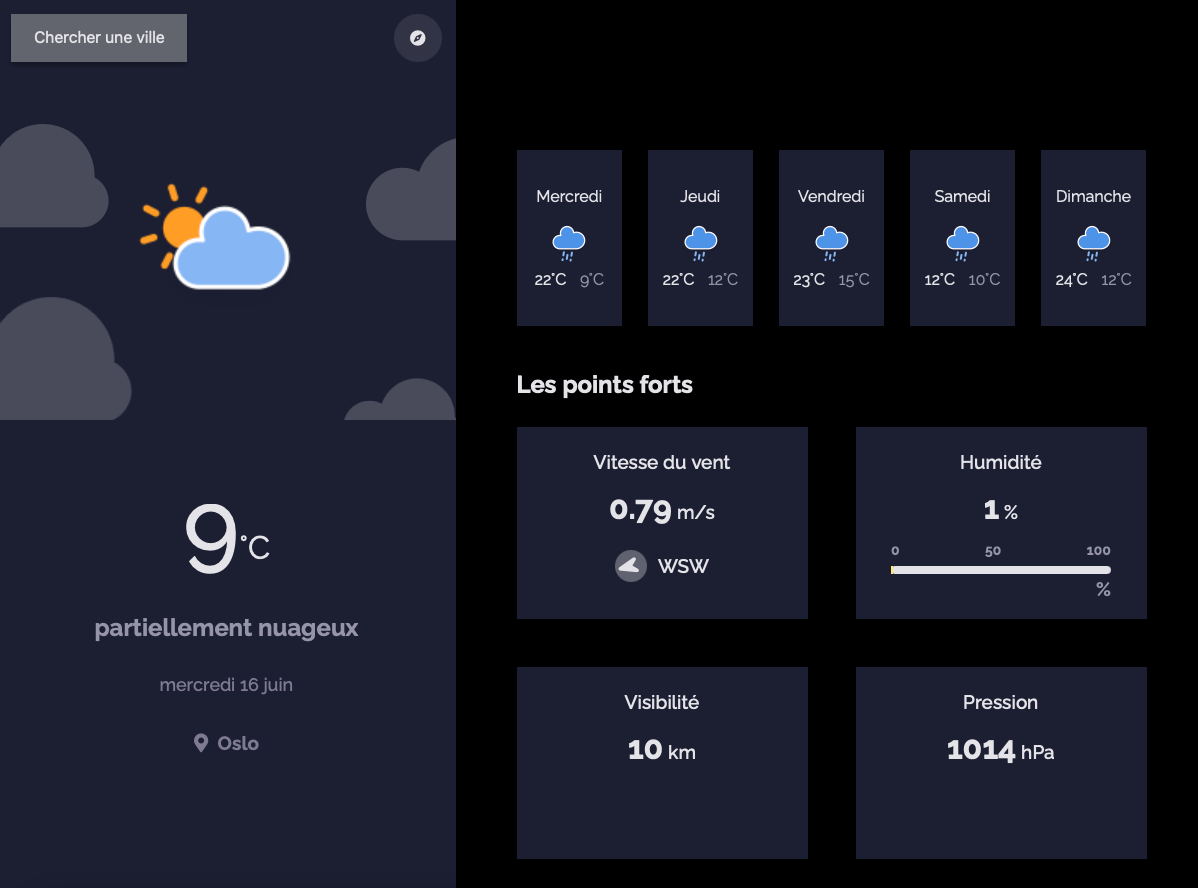 Chercher une ville
9°C
partiellement nuageux
mercredi 16 juin
Oslo
Mercredi
22°C 9°C
Jeudi
22°C 12°C
Vendredi
23°C 15°C
Samedi
12°C 10°C
Dimanche
24°C 12°C
Les points forts
Vitesse du vent
0.79 m/s
WSW
Humidité
1 %
0 50 100
%
Visibilité
10 km
Pression
1014 hPa